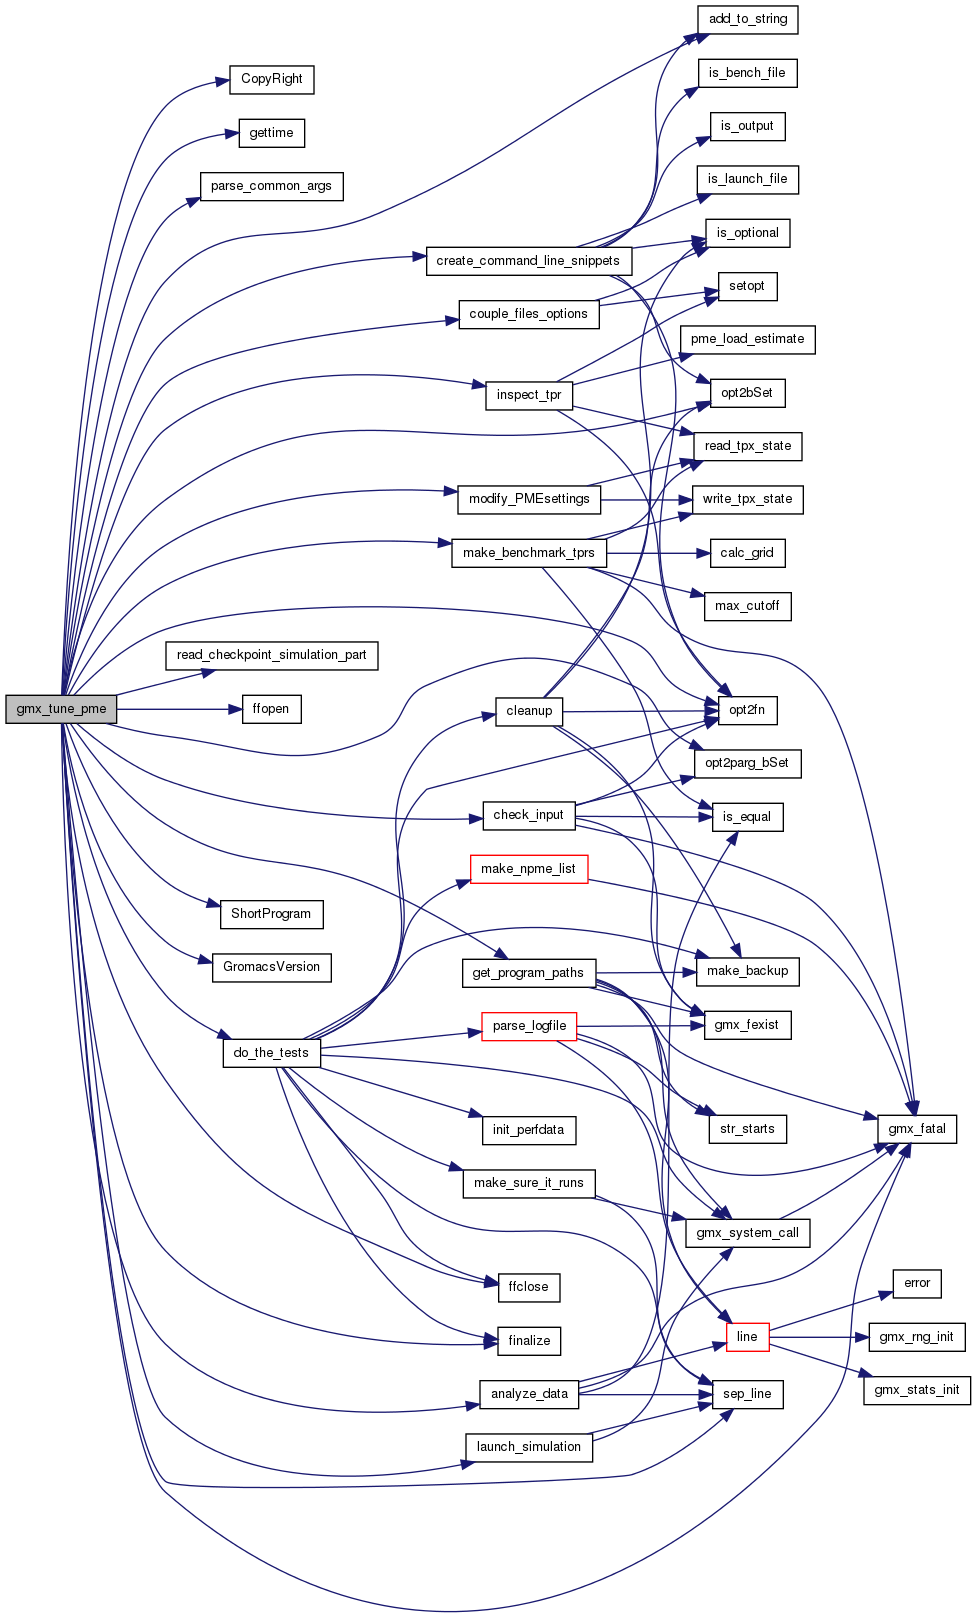 add_to_string
is_bench_file
CopyRight
is_output
gettime
is_launch_file
parse_common_args
is_optional
create_command_line_snippets
setopt
couple_files_options
pme_load_estimate
inspect_tpr
opt2bSet
read_tpx_state
modify_PMEsettings
write_tpx_state
make_benchmark_tprs
calc_grid
max_cutoff
read_checkpoint_simulation_part
gmx_tune_pme
ffopen
cleanup
opt2fn
opt2parg_bSet
check_input
is_equal
make_npme_list
ShortProgram
GromacsVersion
get_program_paths
make_backup
parse_logfile
gmx_fexist
do_the_tests
init_perfdata
str_starts
gmx_fatal
make_sure_it_runs
gmx_system_call
ffclose
error
finalize
line
gmx_rng_init
analyze_data
sep_line
gmx_stats_init
launch_simulation